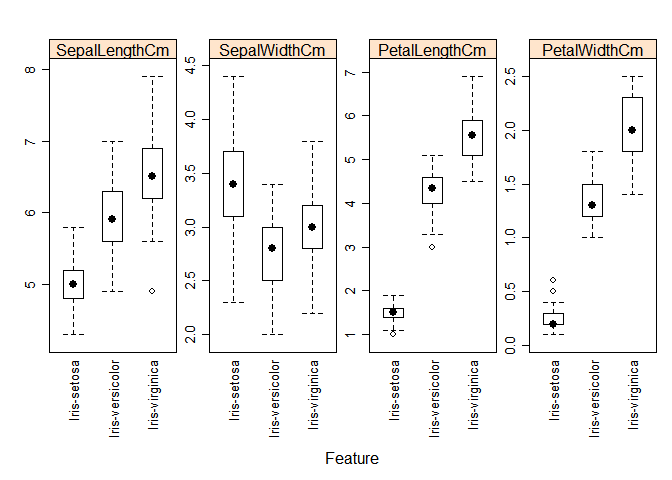 SepalLengthCm
SepalWidthCm
PetalLengthCm
PetalWidthCm
8
7
6
5
4.5
4.0
3.5
3.0
2.5
2.0
7
6
5
4
3
2
1
2.5
2.0
1.5
1.0
0.5
0.0
Iris-setosa
Iris-versicolor
Iris-virginica
Iris-setosa
Iris-versicolor
Iris-virginica
Iris-setosa
Iris-versicolor
Iris-virginica
Iris-setosa
Iris-versicolor
Iris-virginica
Feature